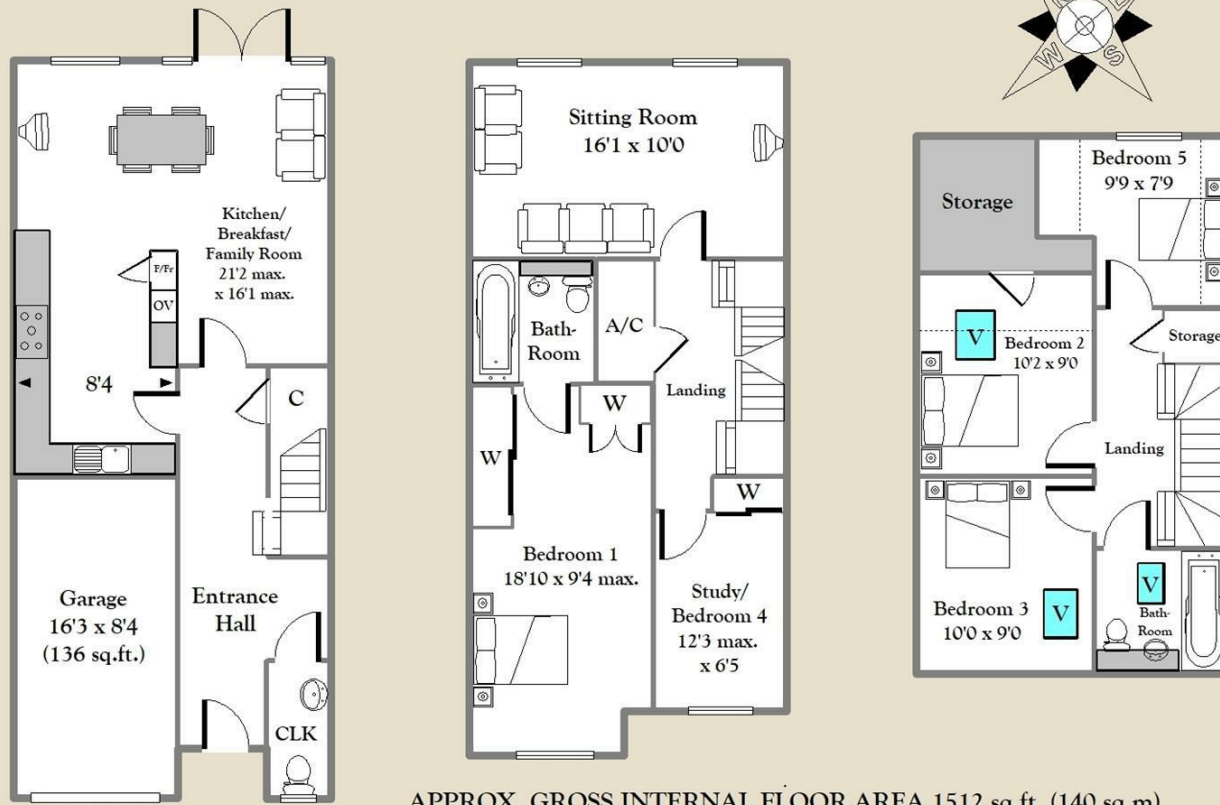 W
S
E
Kitchen/
Breakfast/
Family Room
21'2 max.
x 16'1 max.
F/Fr
OV
8'4
C
Garage
16'3 x 8'4
(136 sq.ft.)
Entrance
Hall
CLK
Sitting Room
16'1 x 10'0
Bath-
Room
A/C
Landing
W
W
W
Bedroom 1
18'10 x 9'4 max.
Study/
Bedroom 4
12'3 max.
x 6'5
Storage
Bedroom 5
9'9 x 7'9
V
Bedroom 2
10'2 x 9'0
Storage
Landing
Bedroom 3
10'0 x 9'0
V
V
Bath-
Room
APPROX. GROSS INTERNAL FLOOR AREA 1512 sq.ft. (140 sq.m)